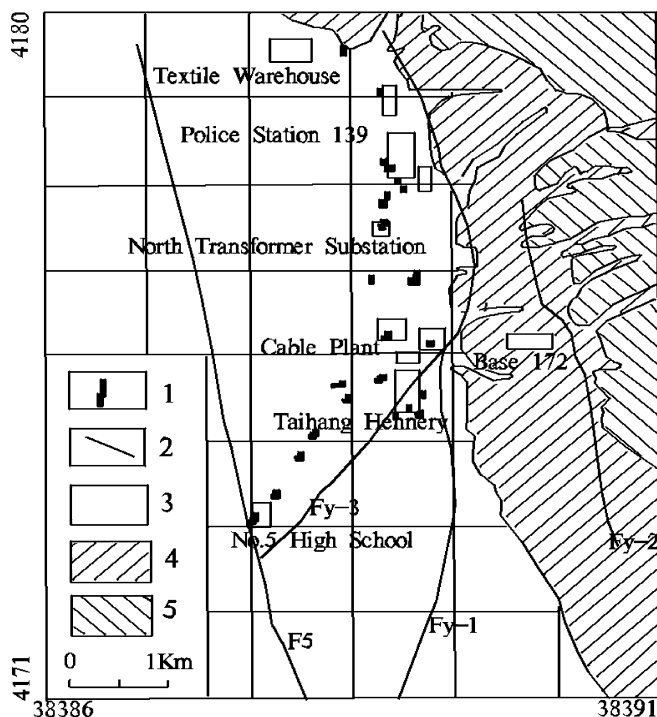 4180
Textile Warehouse
Police Station 139
North Transformer Substation
Cable Plant
Base 172
Taihang Hennery
Fy-3
No.5 High School
Fy-2
F5
Fy-1
1
2
3
4
5
0 1Km
4171
38386
38391